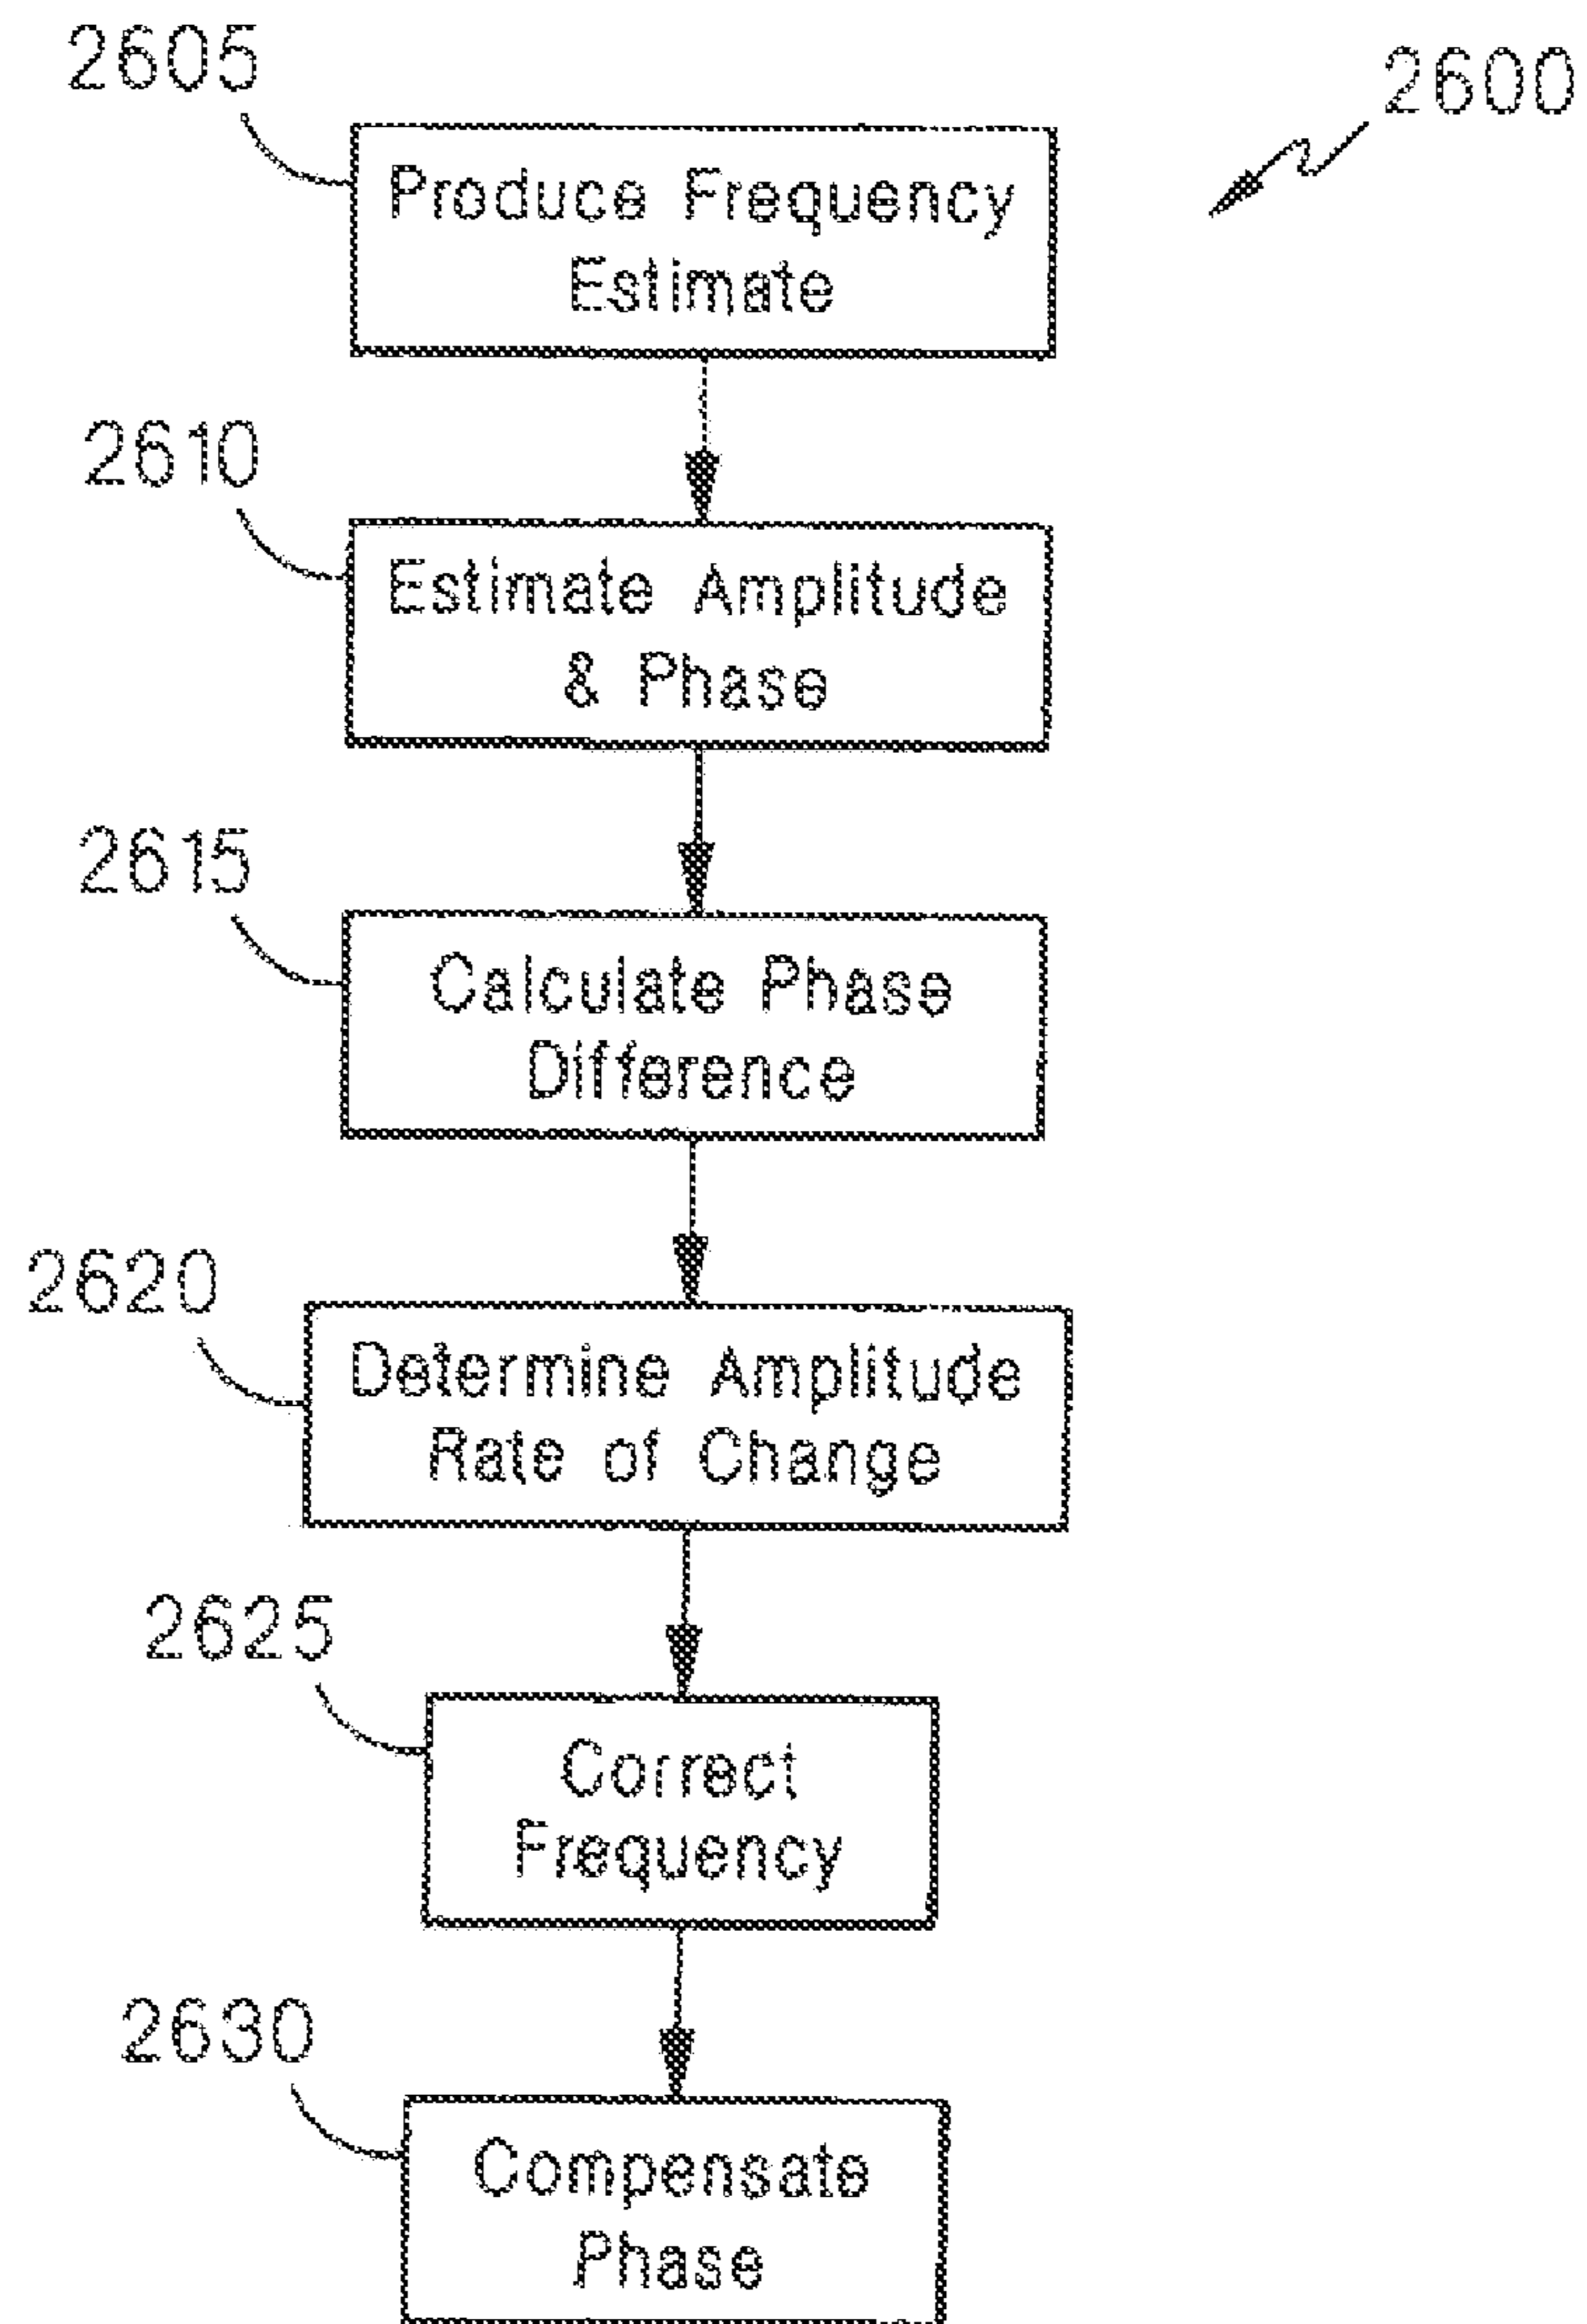 2605
2600
Produce Frequency
Estimate
2610
Estimate Amplitude
& Phase
2615
Calculate Phase
Difference
2620
Determine Amplitude
Rate of Change
2625
Correct
Frequency
2630
Compensate
Phase